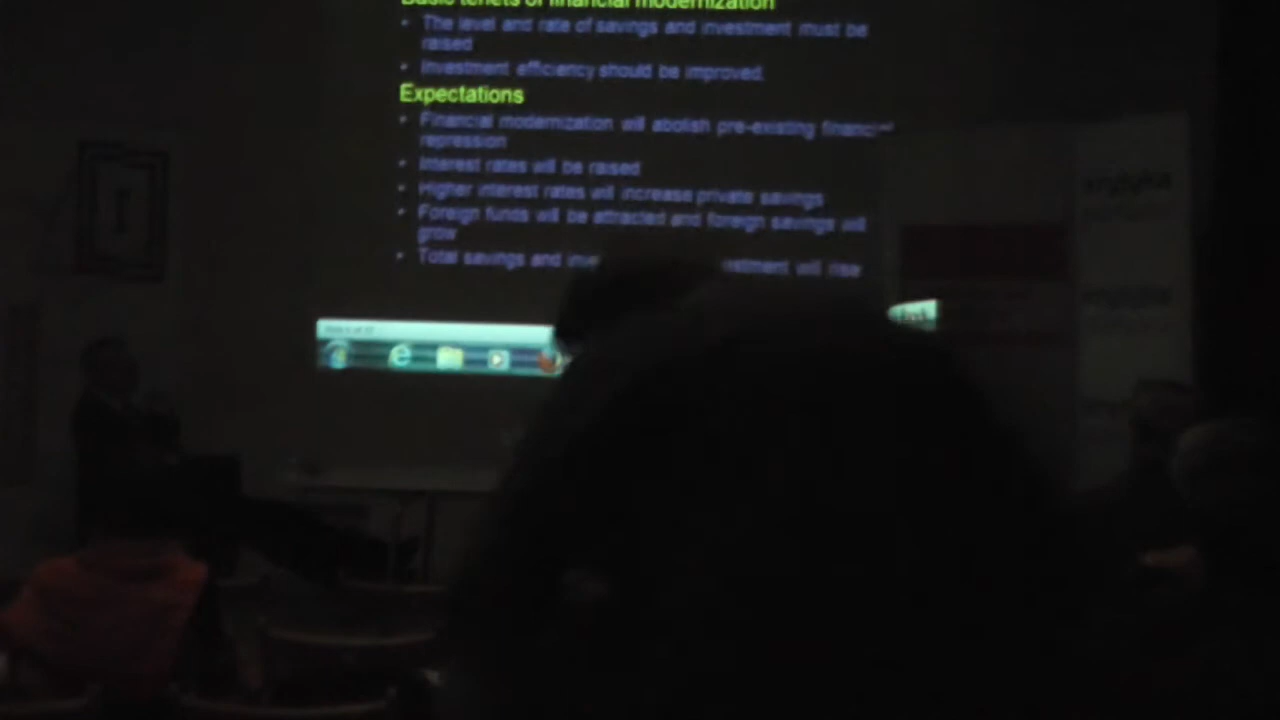 Basic tenets of financial modernization
• The level and rate of savings and investment must be
raised
• Investment efficiency should be improved.
Expectations
• Financial modernization will abolish pre-existing financial
repression
• Interest rates will be raised
• Higher interest rates will increase private savings
• Foreign funds will be attracted and foreign savings will
grow
• Total savings and investment will rise